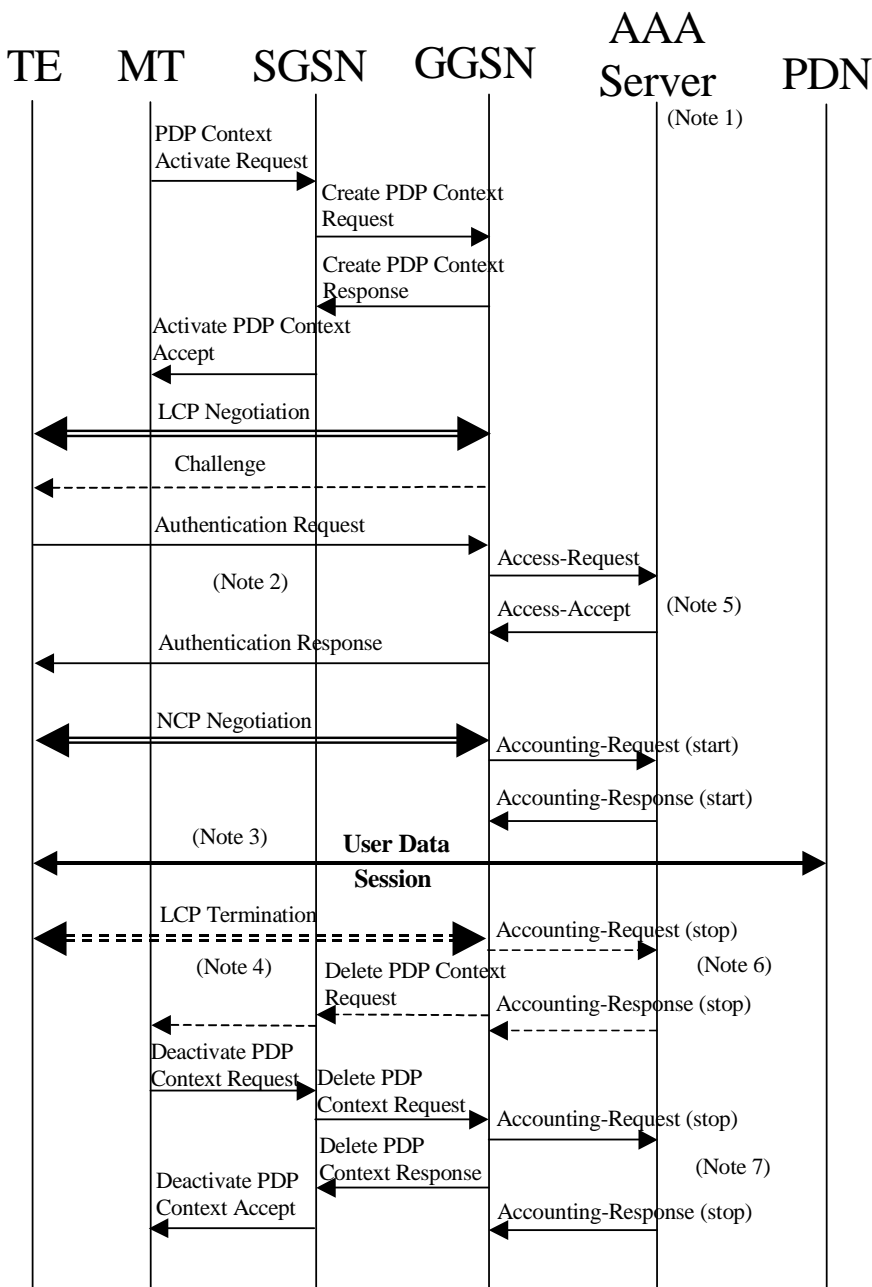 TE
MT
SGSN
GGSN
AAA
Server
PDN
(Note 1)
PDP Context
Activate Request
Create PDP Context
Request
Create PDP Context
Response
Activate PDP Context
Accept
LCP Negotiation
Challenge
Authentication Request
Access-Request
(Note 2)
Access-Accept
(Note 5)
Authentication Response
NCP Negotiation
Accounting-Request (start)
Accounting-Response (start)
(Note 3)
User Data
Session
LCP Termination
Accounting-Request (stop)
(Note 4)
Delete PDP Context
Request
(Note 6)
Accounting-Response (stop)
Deactivate PDP
Context Request
Delete PDP
Context Request
Accounting-Request (stop)
Delete PDP
Context Response
(Note 7)
Deactivate PDP
Context Accept
Accounting-Response (stop)